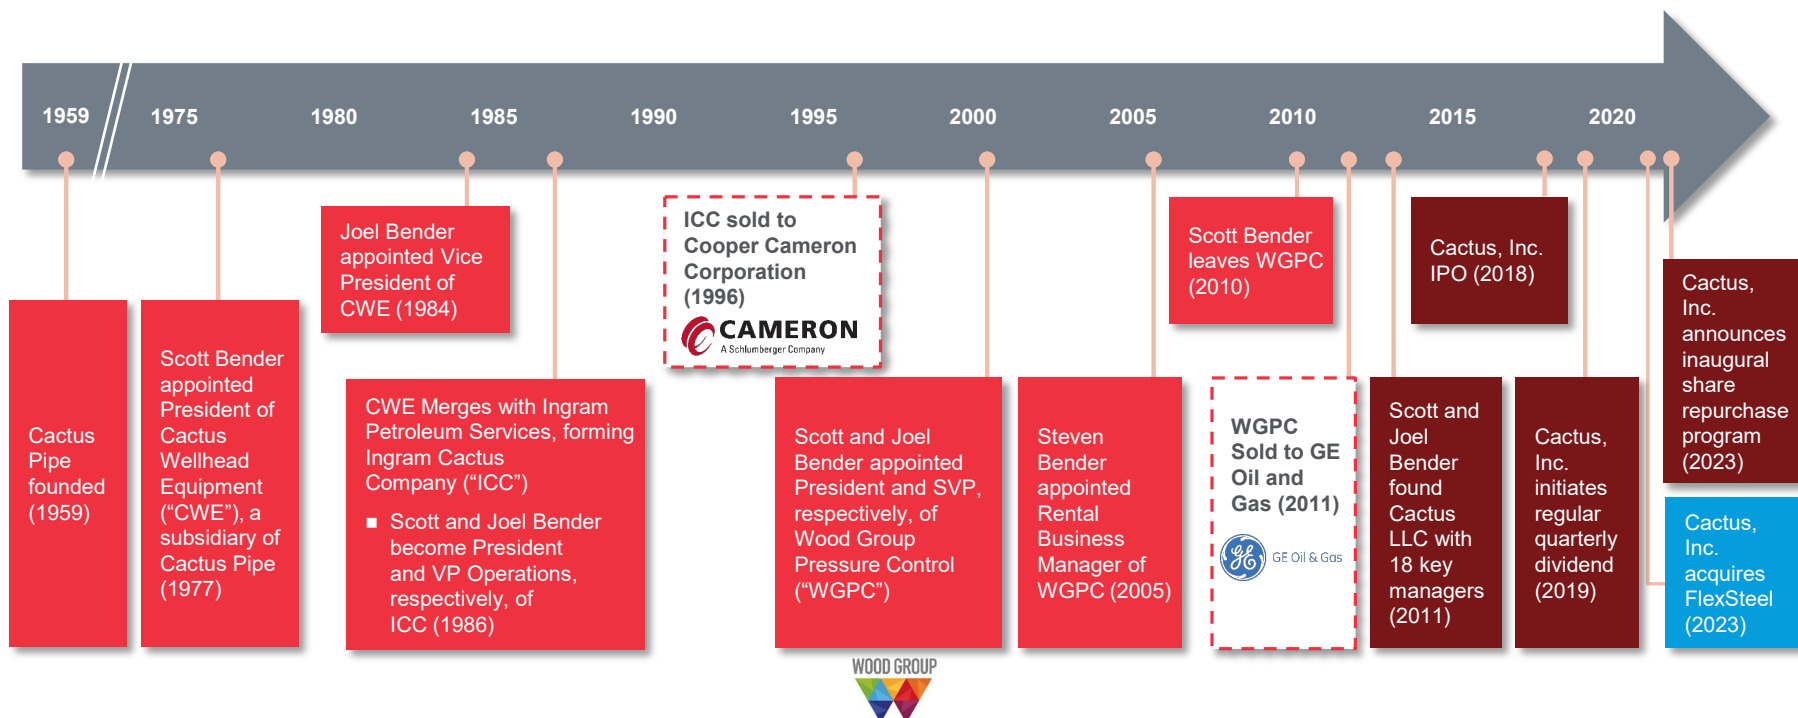 1959
1975
1980
1985
1990
1995
2000
2005
2010
2015
2020
Cactus
Pipe
founded
(1959)
Scott Bender
appointed
President of
Cactus
Wellhead
Equipment
(“CWE”), a
subsidiary of
Cactus Pipe
(1977)
Joel Bender
appointed Vice
President of
CWE (1984)
CWE Merges with Ingram
Petroleum Services, forming
Ingram Cactus
Company (“ICC”)
■ Scott and Joel Bender
become President
and VP Operations,
respectively, of
ICC (1986)
ICC sold to
Cooper Cameron
Corporation
(1996)
CAMERON
A Schlumberger Company
Scott and Joel
Bender appointed
President and SVP,
respectively, of
Wood Group
Pressure Control
(“WGPC”)
WOOD GROUP
Steven
Bender
appointed
Rental
Business
Manager of
WGPC (2005)
Scott Bender
leaves WGPC
(2010)
WGPC
Sold to GE
Oil and
Gas (2011)
GE Oil & Gas
Scott and
Joel
Bender
found
Cactus
LLC with
18 key
managers
(2011)
Cactus, Inc.
IPO (2018)
Cactus,
Inc.
initiates
regular
quarterly
dividend
(2019)
Cactus,
Inc.
announces
inaugural
share
repurchase
program
(2023)
Cactus,
Inc.
acquires
FlexSteel
(2023)